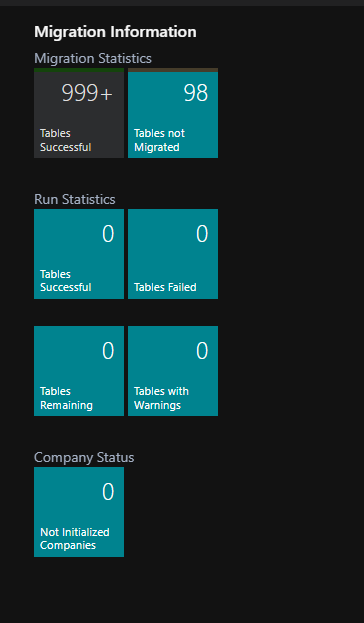 Migration Information
Migration Statistics
999+
Tables
Successful
98
Tables not
Migrated
Run Statistics
0
Tables
Successful
0
Tables Failed
0
Tables
Remaining
0
Tables with
Warnings
Company Status
0
Not Initialized
Companies